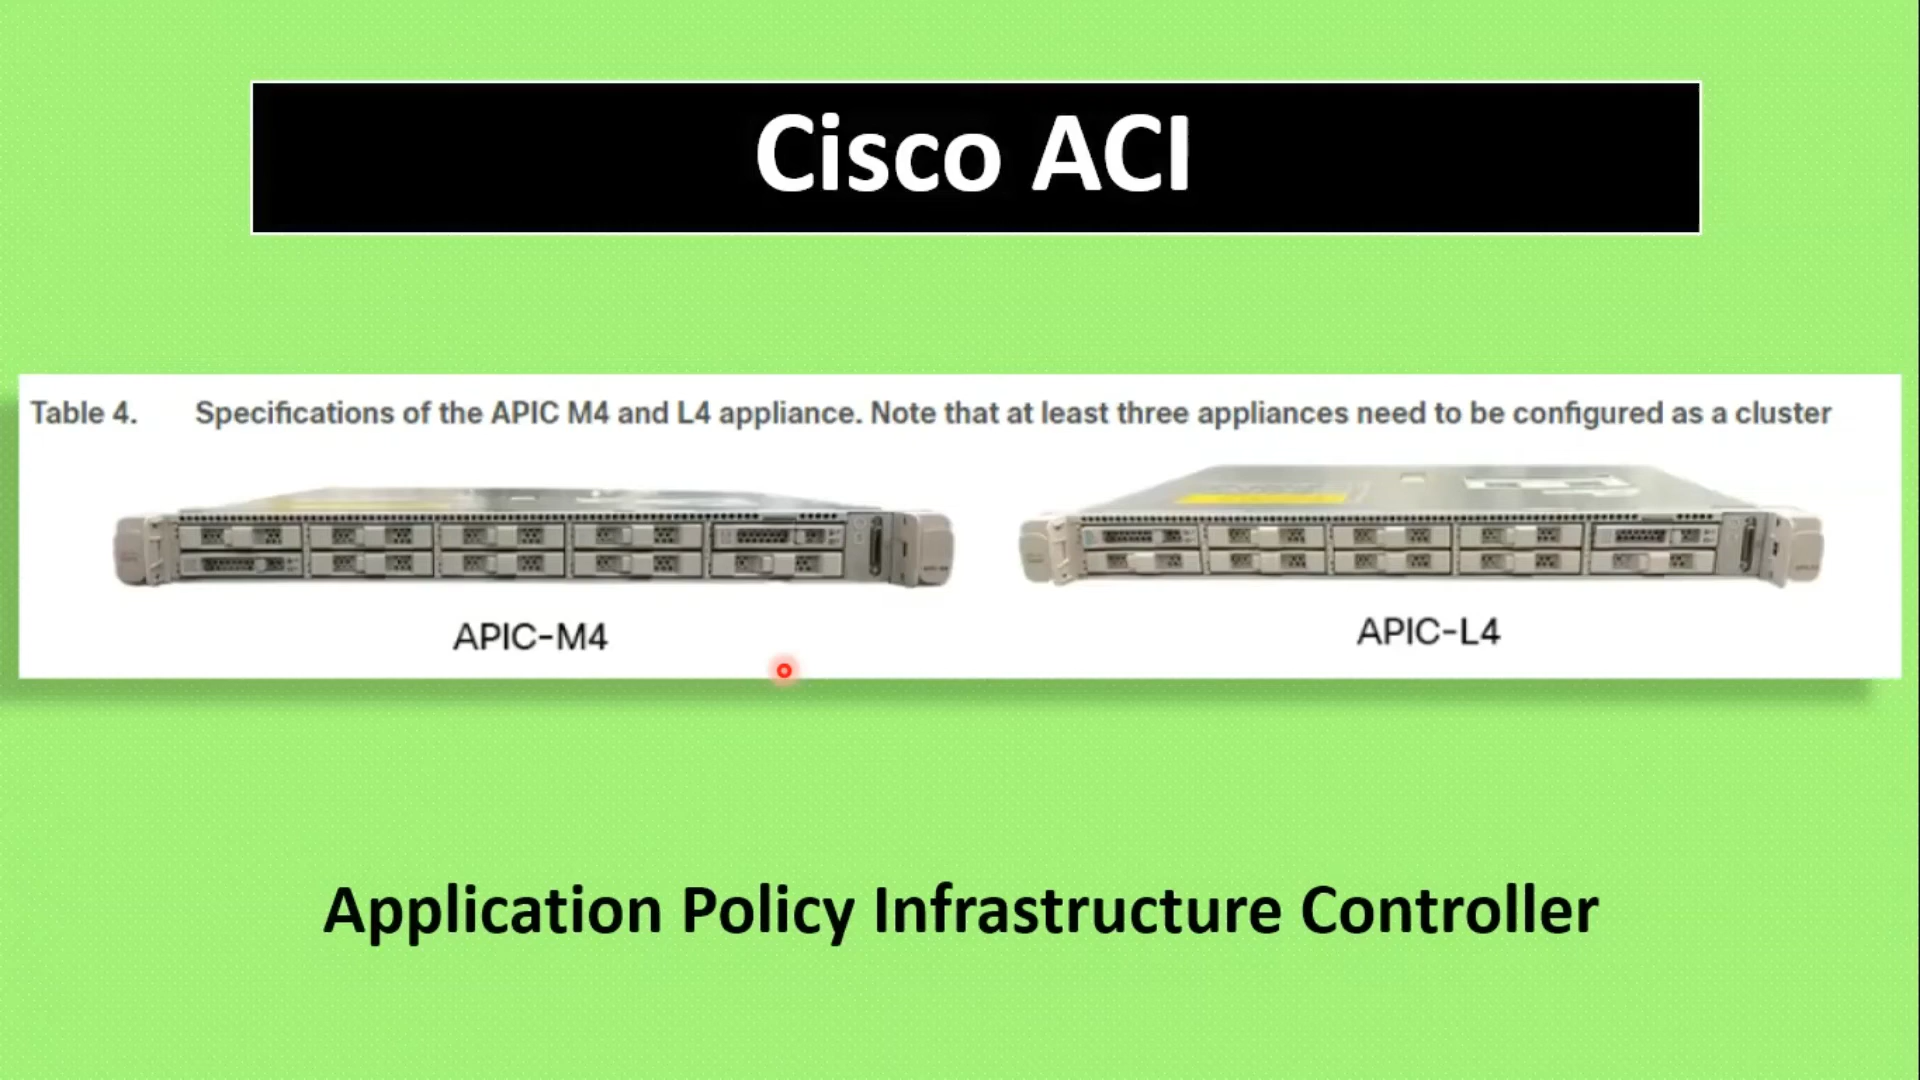 Cisco ACI
Table 4. Specifications of the APIC M4 and L4 appliance. Note that at least three appliances need to be configured as a cluster
APIC-M4
APIC-L4
Application Policy Infrastructure Controller